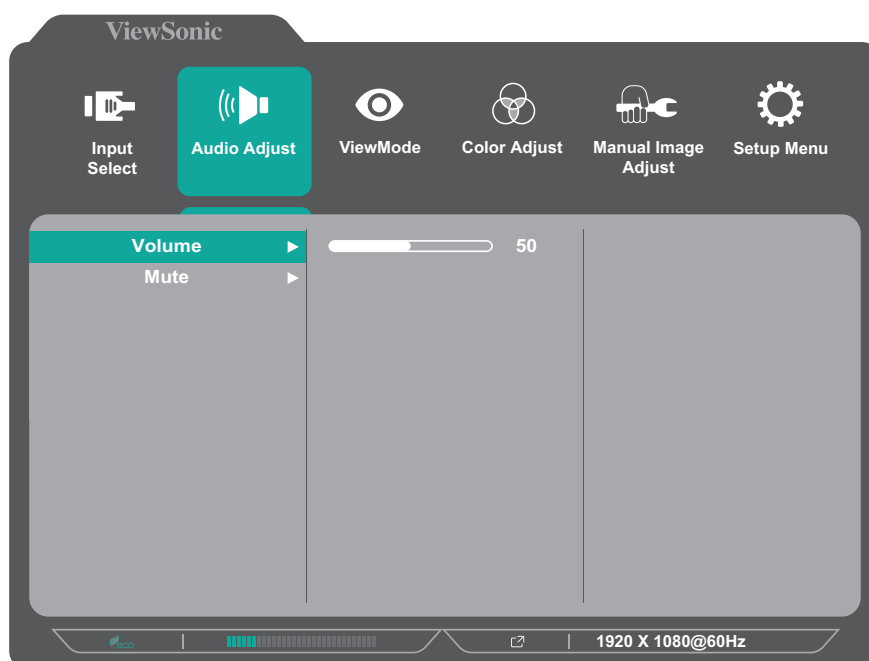 ViewSonic
Input
Select
Audio Adjust
ViewMode
Color Adjust
Manual Image
Adjust
Setup Menu
Volume
50
Mute
eco
1920 X 1080@60Hz